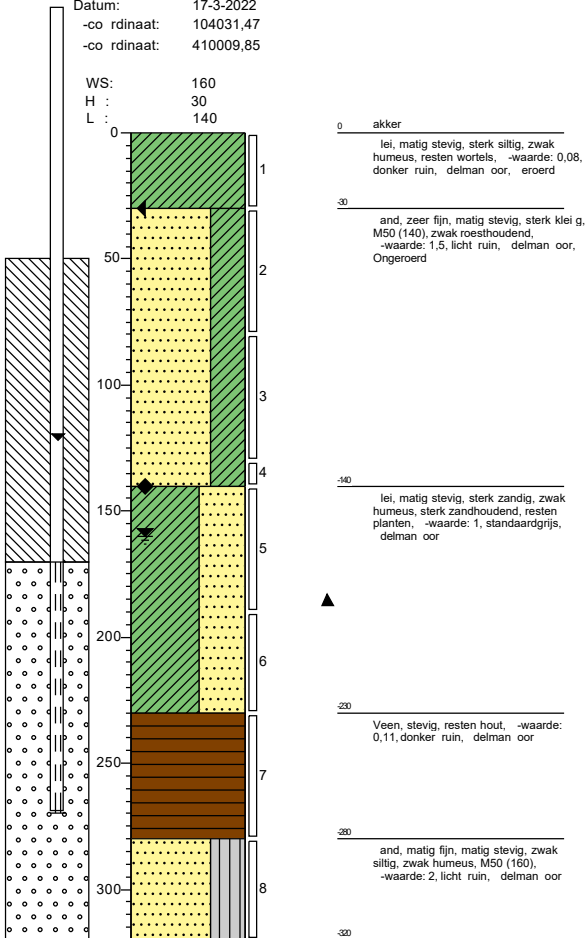 Datum: 17-3-2022
-co rdinaat: 104031,47
-co rdinaat: 410009,85
WS: 160
H : 30
L : 140
0
50
100
150
200
250
300
1
2
3
4
5
6
7
8
0 akker
lei, matig stevig, sterk siltig, zwak
humeus, resten wortels, -waarde: 0,08,
donker ruin, delman oor, eroerd
-30
and, zeer fijn, matig stevig, sterk klei g,
M50 (140), zwak roesthoudend,
-waarde: 1,5, licht ruin, delman oor,
Ongeroerd
-140
lei, matig stevig, sterk zandig, zwak
humeus, sterk zandhoudend, resten
planten, -waarde: 1, standaardgrijs,
delman oor
-230
Veen, stevig, resten hout, -waarde:
0,11, donker ruin, delman oor
-280
and, matig fijn, matig stevig, zwak
siltig, zwak humeus, M50 (160),
-waarde: 2, licht ruin, delman oor
-320